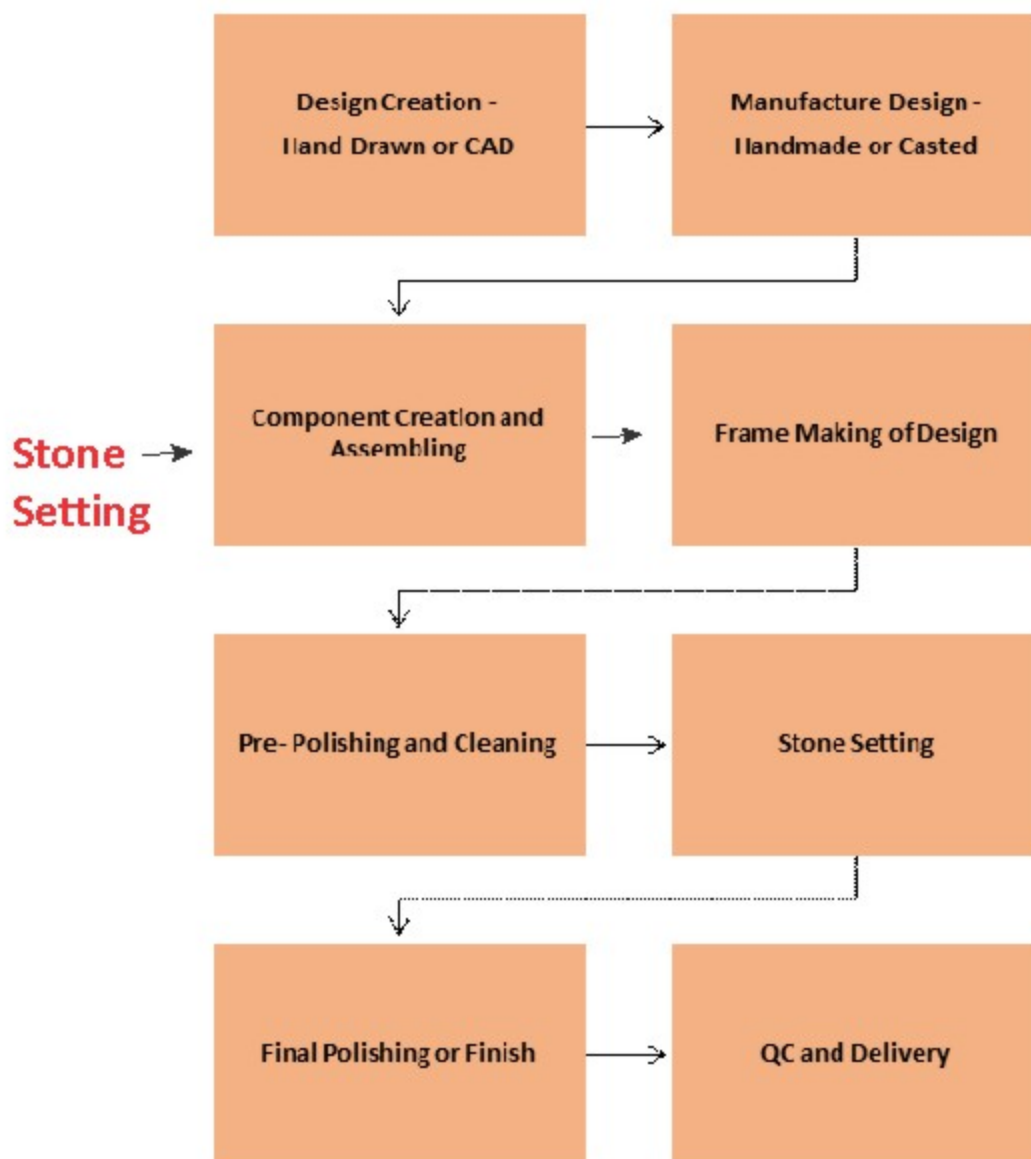 Design Creation -
Hand Drawn or CAD
Manufacture Design -
Handmade or Casted
Stone
Setting
Component Creation and
Assembling
Frame Making of Design
Pre- Polishing and Cleaning
Stone Setting
Final Polishing or Finish
QC and Delivery